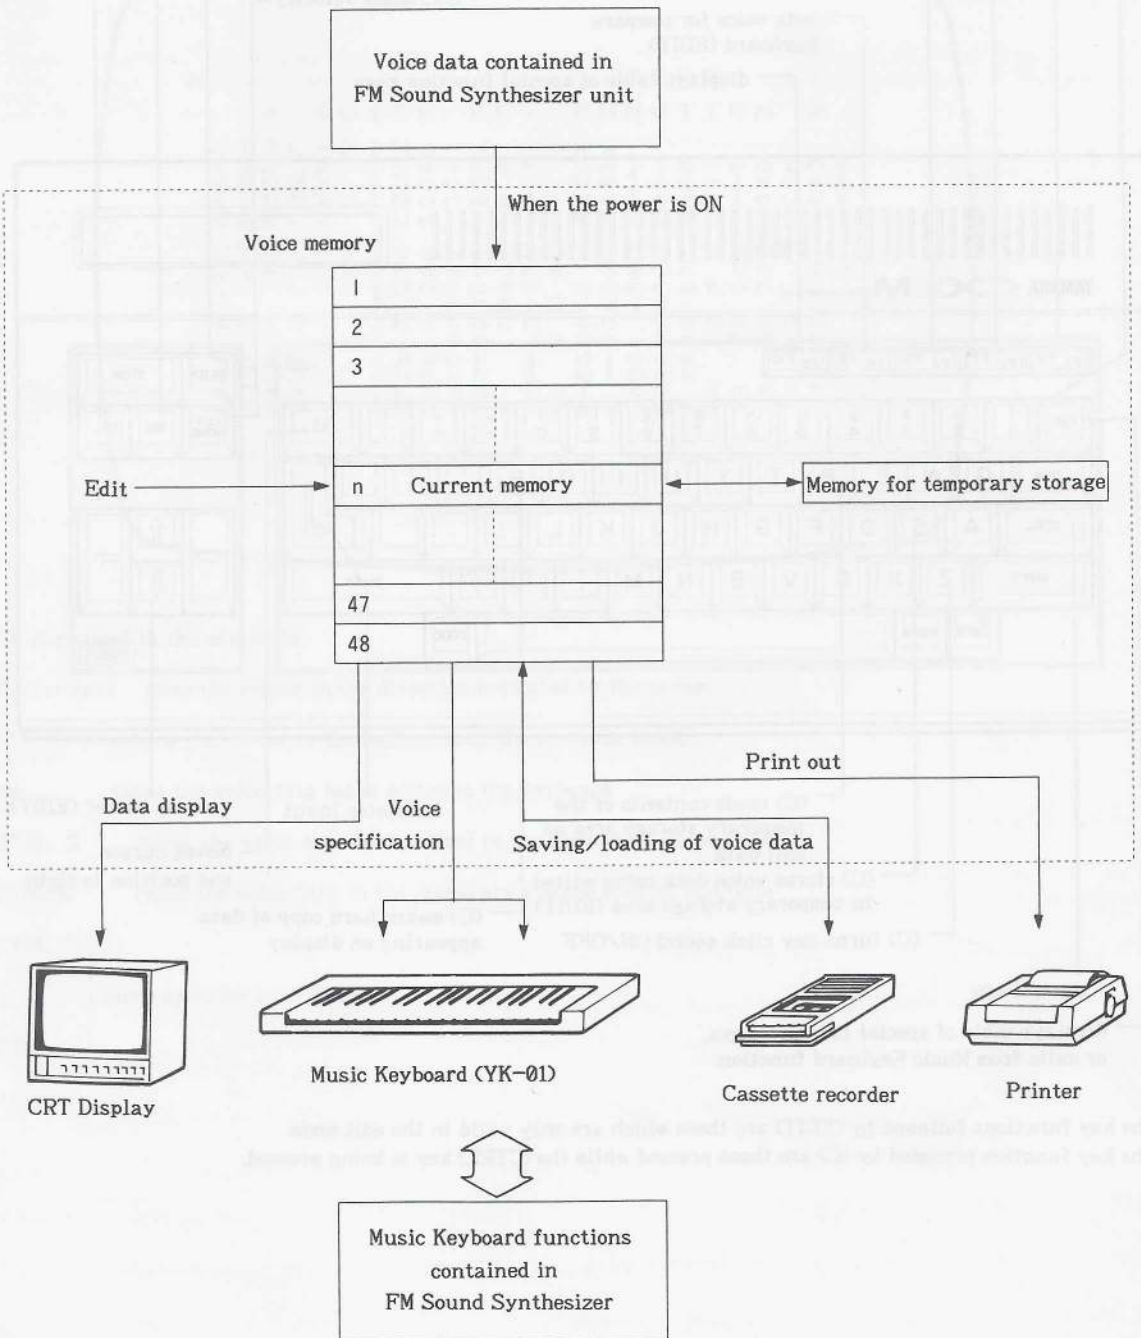 Voice data contained in
FM Sound Synthesizer unit
When the power is ON
Voice memory
1
2
3
Edit
n Current memory
Memory for temporary storage
47
48
Print out
Data display
Voice
specification
Saving/loading of voice data
CRT Display
Music Keyboard (YK-01)
Cassette recorder
Printer
Music Keyboard functions
contained in
FM Sound Synthesizer